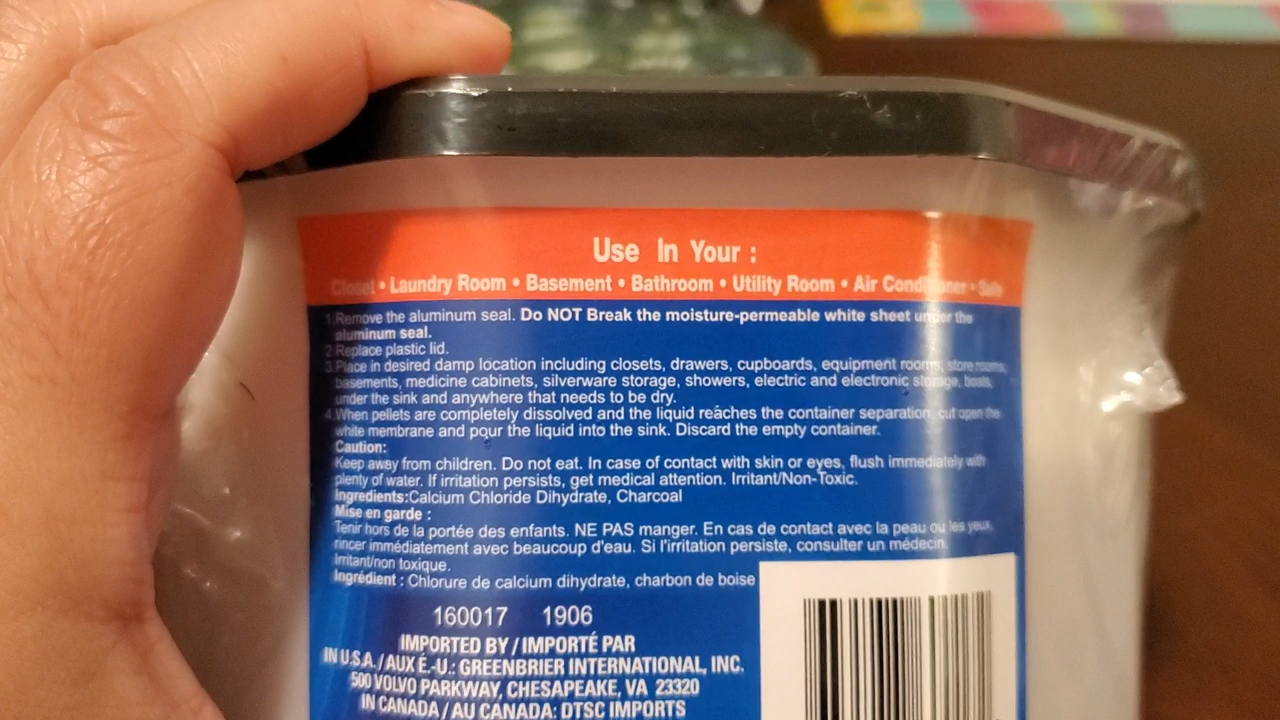 Use In Your :
Closet • Laundry Room • Basement • Bathroom • Utility Room • Air Conditioner • Safe
1.Remove the aluminum seal. Do NOT Break the moisture-permeable white sheet under the
aluminum seal.
2.Replace plastic lid.
3.Place in desired damp location including closets, drawers, cupboards, equipment rooms, store rooms,
basements, medicine cabinets, silverware storage, showers, electric and electronic storage, boats,
under the sink and anywhere that needs to be dry.
4.When pellets are completely dissolved and the liquid reaches the container separation, cut open the
white membrane and pour the liquid into the sink. Discard the empty container.
Caution:
Keep away from children. Do not eat. In case of contact with skin or eyes, flush immediately with
plenty of water. If irritation persists, get medical attention. Irritant/Non-Toxic.
Ingredients:Calcium Chloride Dihydrate, Charcoal
Mise en garde :
Tenir hors de la portée des enfants. NE PAS manger. En cas de contact avec la peau ou les yeux,
rincer immédiatement avec beaucoup d'eau. Si l'irritation persiste, consulter un médecin.
Irritant/non toxique.
Ingrédient : Chlorure de calcium dihydrate, charbon de boise
160017 1906
IMPORTED BY / IMPORTÉ PAR
IN U.S.A. / AUX É.-U.: GREENBRIER INTERNATIONAL, INC.
500 VOLVO PARKWAY, CHESAPEAKE, VA 23320
IN CANADA / AU CANADA: DTSC IMPORTS